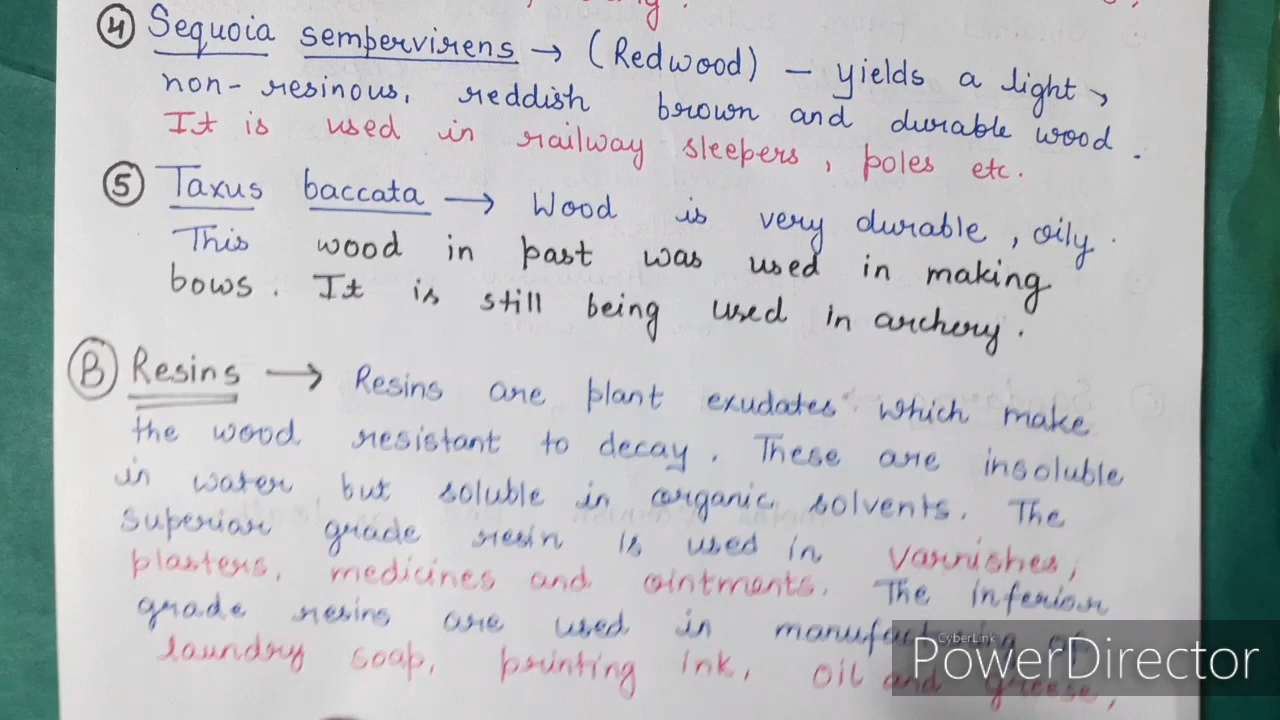 ④ Sequoia sempervirens → (Redwood) – yields a light,
non-resinous, reddish brown and durable wood.
It is used in railway sleepers, poles etc.
⑤ Taxus baccata → Wood is very durable, oily.
This wood in past was used in making
bows. It is still being used in archery.
Ⓑ Resins → Resins are plant exudates which make
the wood resistant to decay. These are insoluble
in water but soluble in organic solvents. The
superior grade resin is used in varnishes,
plasters, medicines and ointments. The inferior
grade resins are used in manufacturing of
laundry soap, printing ink, oil and grease,
CyberLink
PowerDirector